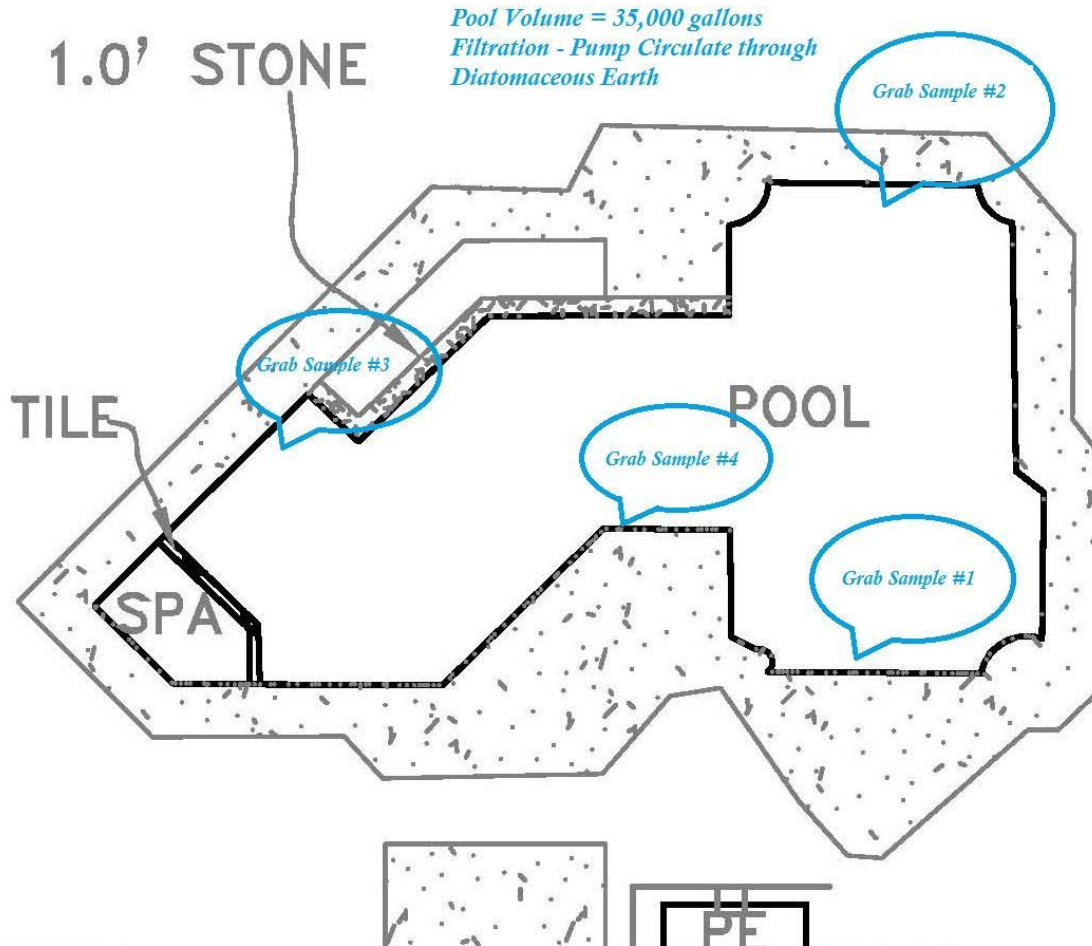 Pool Volume = 35,000 gallons
Filtration - Pump Circulate through
Diatomaceous Earth
1.0' STONE
Grab Sample #2
Grab Sample #3
TILE
POOL
Grab Sample #4
Grab Sample #1
SPA
PE